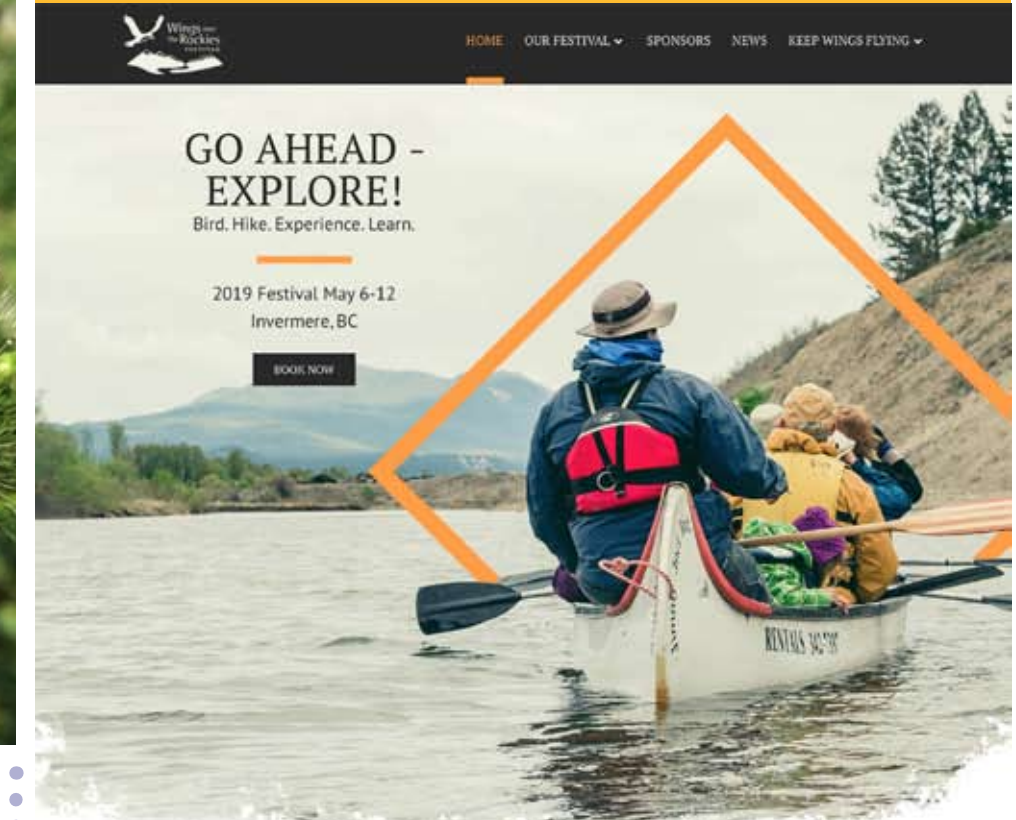 Wings over
the Rockies
FESTIVAL
HOME
OUR FESTIVAL
SPONSORS
NEWS
KEEP WINGS FLYING
GO AHEAD -
EXPLORE!
Bird. Hike. Experience. Learn.
2019 Festival May 6-12
Invermere, BC
BOOK NOW
RENTALS